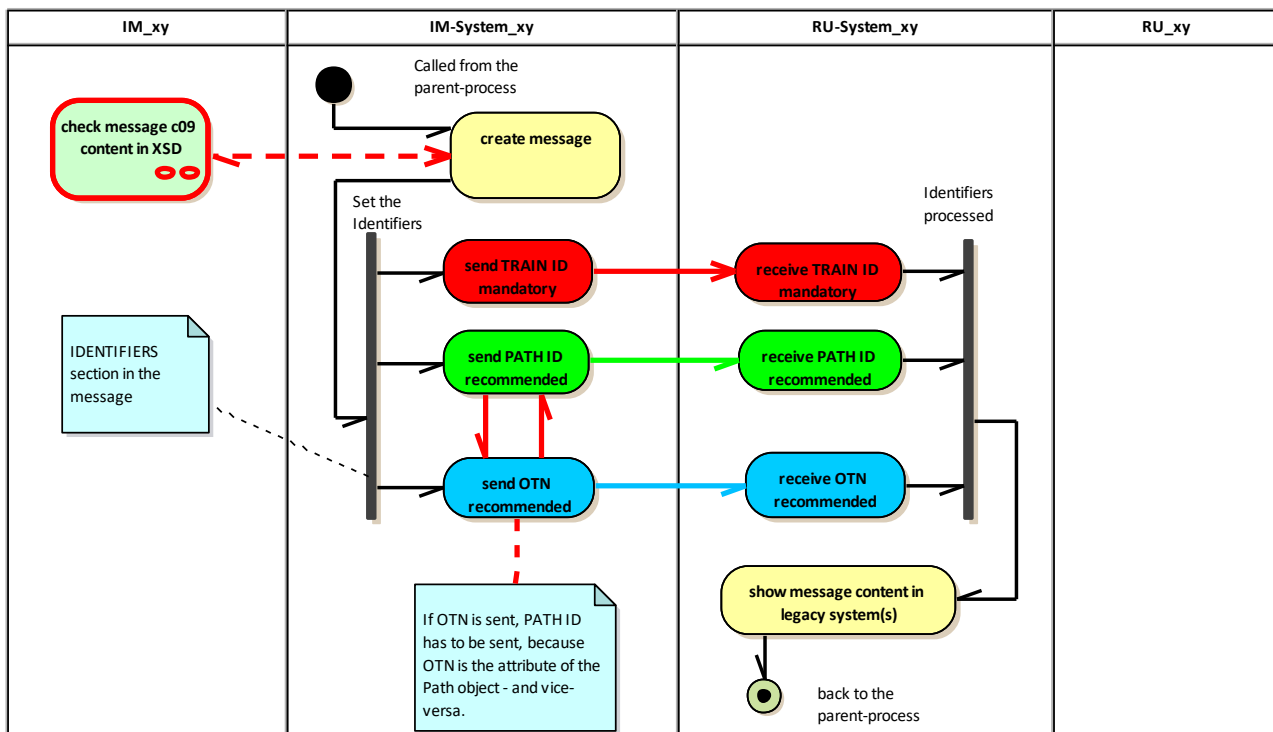 IM_xy
IM-System_xy
RU-System_xy
RU_xy
Called from the
parent-process
check message c09
content in XSD
create message
Set the
Identifiers
Identifiers
processed
send TRAIN ID
mandatory
receive TRAIN ID
mandatory
IDENTIFIERS
section in the
message
send PATH ID
recommended
receive PATH ID
recommended
send OTN
recommended
receive OTN
recommended
If OTN is sent, PATH ID
has to be sent, because
OTN is the attribute of the
Path object - and vice-
versa.
show message content in
legacy system(s)
back to the
parent-process